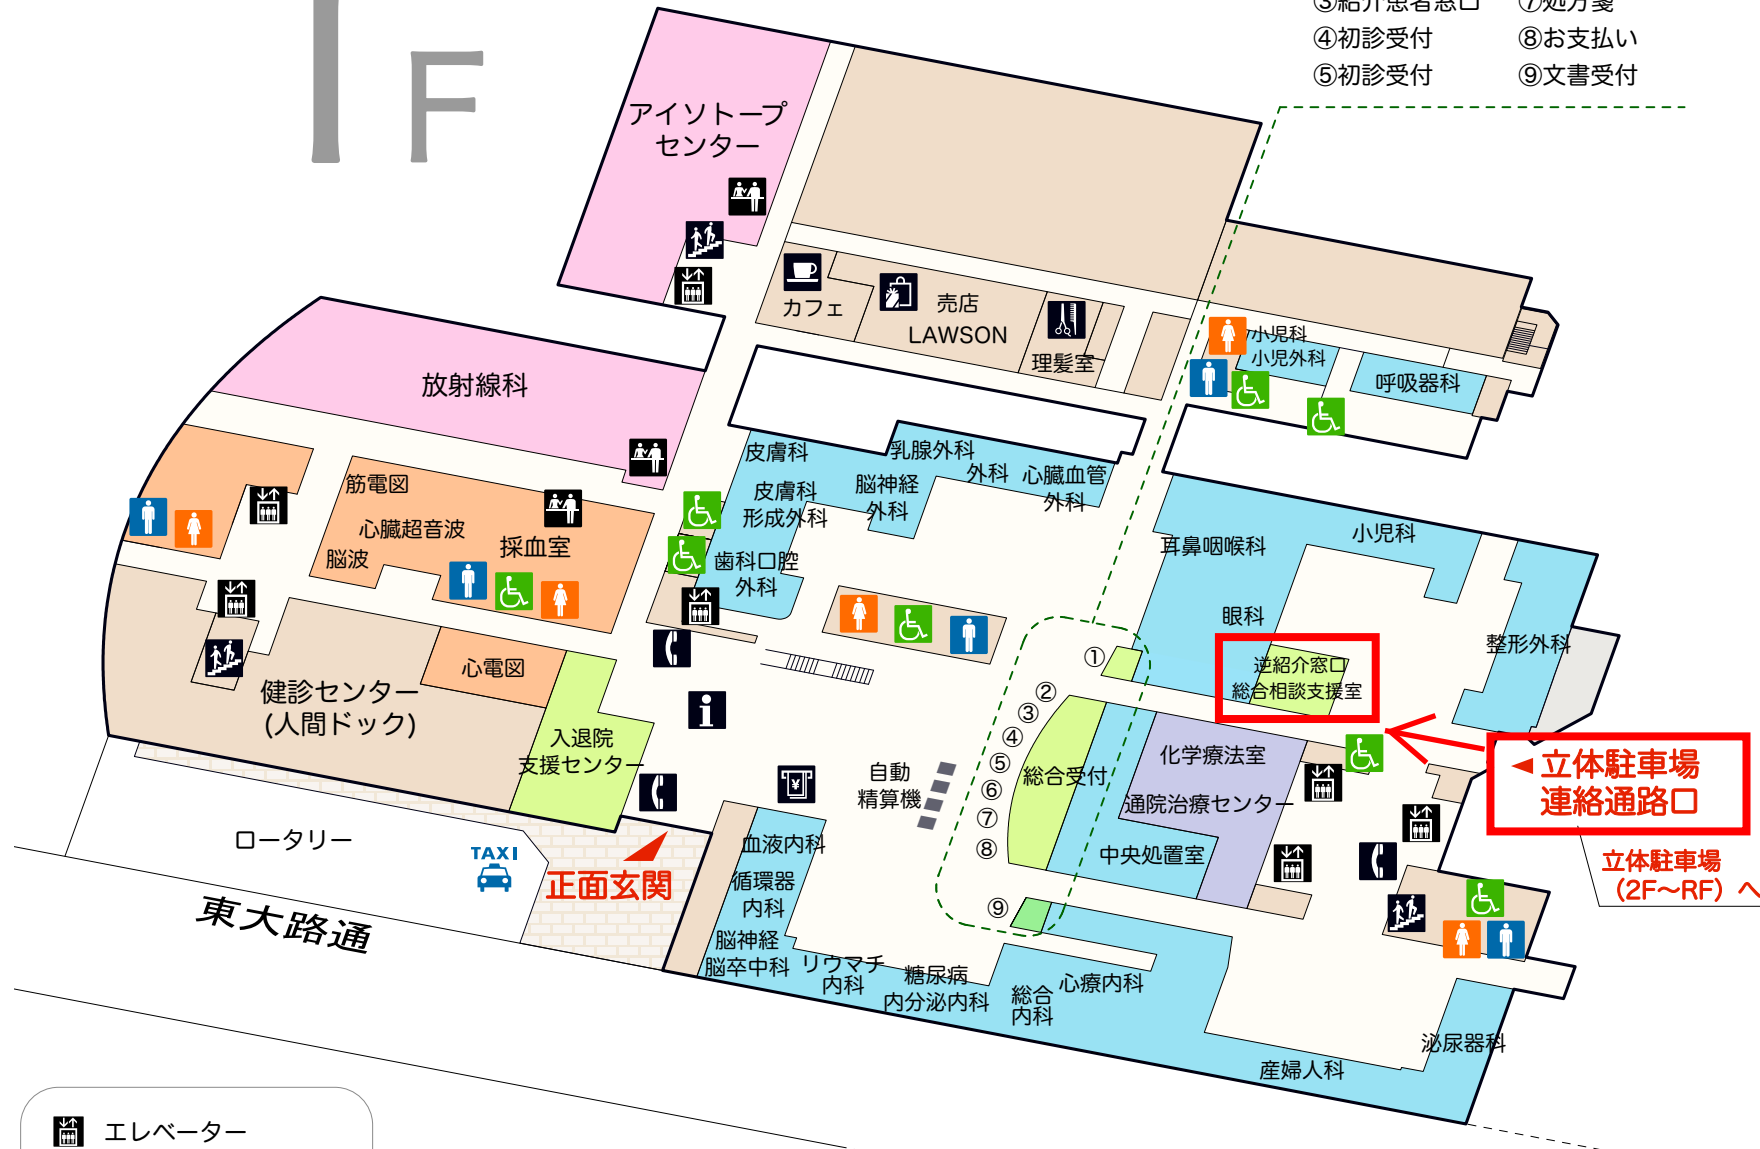 1F
③紹介患者窓口 ⑦処方箋
④初診受付 ⑧お支払い
⑤初診受付 ⑨文書受付
アイソトープ
センター
カフェ
売店
LAWSON
理髪室
小児科
小児外科
呼吸器科
放射線科
皮膚科
乳腺外科
外科
心臓血管
外科
皮膚科
形成外科
脳神経
外科
歯科口腔
外科
筋電図
心臓超音波
脳波
採血室
耳鼻咽喉科
小児科
眼科
整形外科
逆紹介窓口
総合相談支援室
心電図
健診センター
(人間ドック)
入退院
支援センター
①
②
③
④
⑤
⑥
⑦
⑧
⑨
自動
精算機
総合受付
化学療法室
通院治療センター
中央処置室
立体駐車場
連絡通路口
立体駐車場
(2F～RF) へ
ロータリー
TAXI
正面玄関
東大路通
血液内科
循環器
内科
脳神経
脳卒中科
リウマチ
内科
糖尿病
内分泌内科
総合
内科
心療内科
産婦人科
泌尿器科
エレベーター